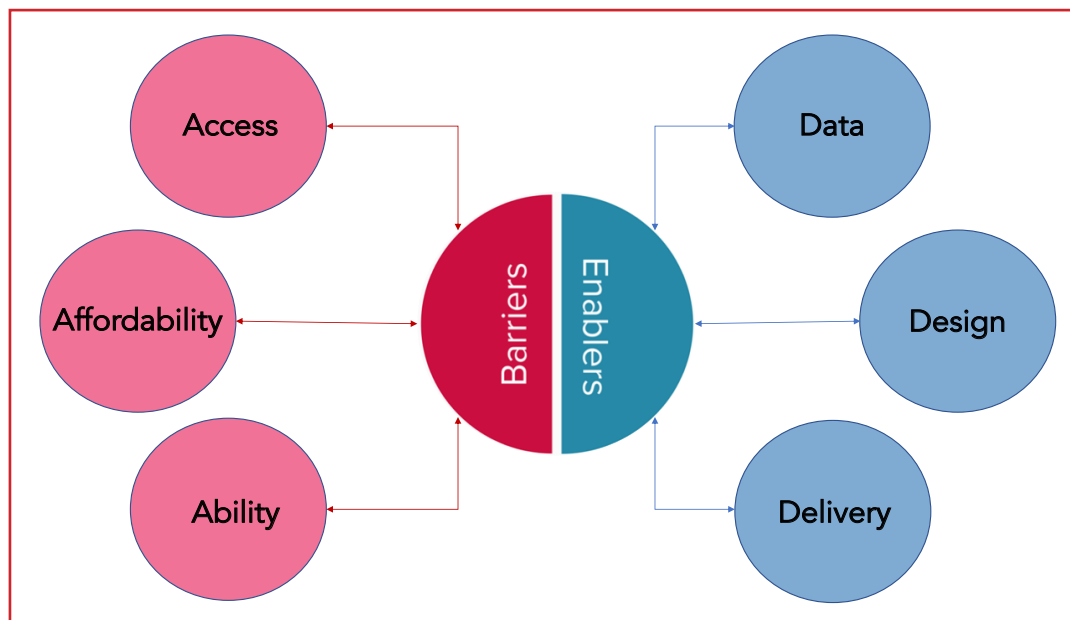 Access
Affordability
Ability
Barriers
Enablers
Data
Design
Delivery